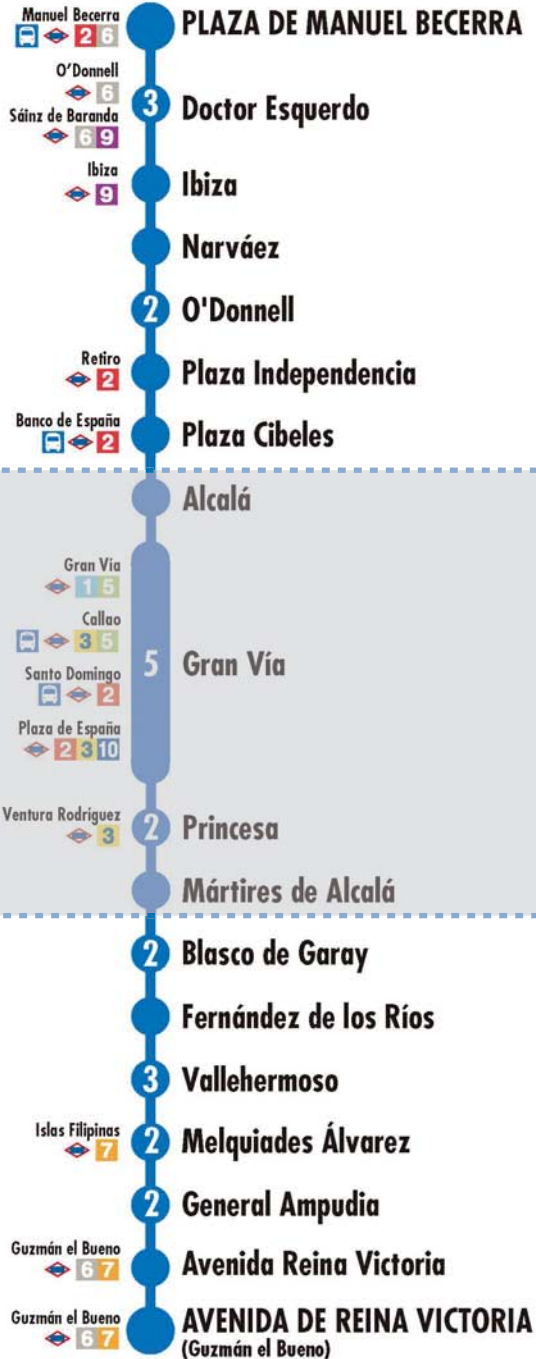 Manuel Becerra
2 6
PLAZA DE MANUEL BECERRA
O'Donnell
6
Sáinz de Baranda
6 9
3
Doctor Esquerdo
Ibiza
9
Ibiza
Narváez
2
O'Donnell
Retiro
2
Plaza Independencia
Banco de España
2
Plaza Cibeles
Alcalá
Gran Via
1 5
Callao
3 5
Santo Domingo
2
Plaza de España
2 3 10
5
Gran Vía
Ventura Rodríguez
3
2
Princesa
Mártires de Alcalá
2
Blasco de Garay
Fernández de los Ríos
3
Vallehermoso
Islas Filipinas
7
2
Melquiades Álvarez
2
General Ampudia
Guzmán el Bueno
6 7
Avenida Reina Victoria
Guzmán el Bueno
6 7
AVENIDA DE REINA VICTORIA
(Guzmán el Bueno)